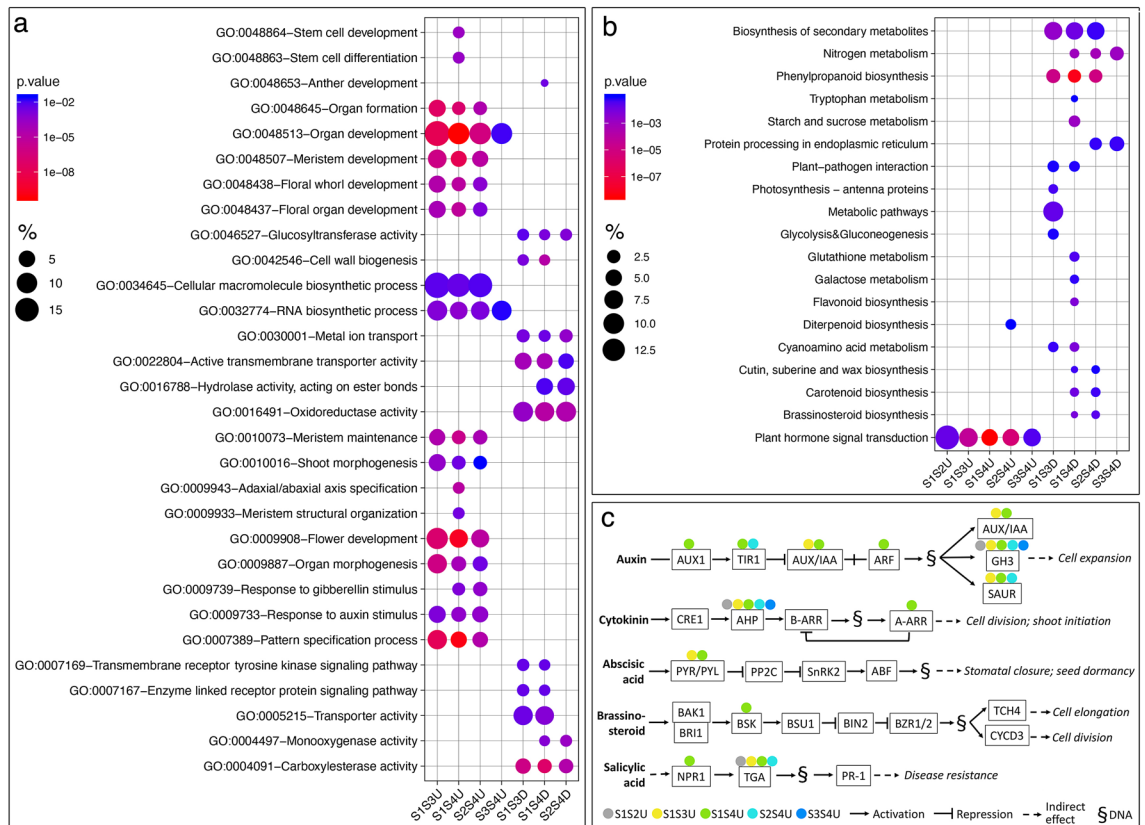 a
p.value
1e−02
1e−05
1e−08
%
5
10
15
GO:0048864−Stem cell development
GO:0048863−Stem cell differentiation
GO:0048653−Anther development
GO:0048645−Organ formation
GO:0048513−Organ development
GO:0048507−Meristem development
GO:0048438−Floral whorl development
GO:0048437−Floral organ development
GO:0046527−Glucosyltransferase activity
GO:0042546−Cell wall biogenesis
GO:0034645−Cellular macromolecule biosynthetic process
GO:0032774−RNA biosynthetic process
GO:0030001−Metal ion transport
GO:0022804−Active transmembrane transporter activity
GO:0016788−Hydrolase activity, acting on ester bonds
GO:0016491−Oxidoreductase activity
GO:0010073−Meristem maintenance
GO:0010016−Shoot morphogenesis
GO:0009943−Adaxial/abaxial axis specification
GO:0009933−Meristem structural organization
GO:0009908−Flower development
GO:0009887−Organ morphogenesis
GO:0009739−Response to gibberellin stimulus
GO:0009733−Response to auxin stimulus
GO:0007389−Pattern specification process
GO:0007169−Transmembrane receptor tyrosine kinase signaling pathway
GO:0007167−Enzyme linked receptor protein signaling pathway
GO:0005215−Transporter activity
GO:0004497−Monooxygenase activity
GO:0004091−Carboxylesterase activity
S1S3U S1S4U S2S4U S3S4U S1S3D S1S4D S2S4D
b
p.value
1e−03
1e−05
1e−07
%
2.5
5.0
7.5
10.0
12.5
Biosynthesis of secondary metabolites
Nitrogen metabolism
Phenylpropanoid biosynthesis
Tryptophan metabolism
Starch and sucrose metabolism
Protein processing in endoplasmic reticulum
Plant−pathogen interaction
Photosynthesis − antenna proteins
Metabolic pathways
Glycolysis&Gluconeogenesis
Glutathione metabolism
Galactose metabolism
Flavonoid biosynthesis
Diterpenoid biosynthesis
Cyanoamino acid metabolism
Cutin, suberine and wax biosynthesis
Carotenoid biosynthesis
Brassinosteroid biosynthesis
Plant hormone signal transduction
S1S2U S1S3U S1S4U S2S4U S3S4U S1S3D S1S4D S2S4D S3S4D
c
Auxin AUX1 TIR1 AUX/IAA ARF § AUX/IAA
GH3 Cell expansion
SAUR
Cytokinin CRE1 AHP B-ARR § A-ARR Cell division; shoot initiation
Abscisic acid PYR/PYL PP2C SnRK2 ABF § Stomatal closure; seed dormancy
Brassino-steroid BAK1 BRI1 BSK BSU1 BIN2 BZR1/2 § TCH4 Cell elongation
CYCD3 Cell division
Salicylic acid NPR1 TGA § PR-1 Disease resistance
S1S2U S1S3U S1S4U S2S4U S3S4U Activation Repression Indirect effect § DNA